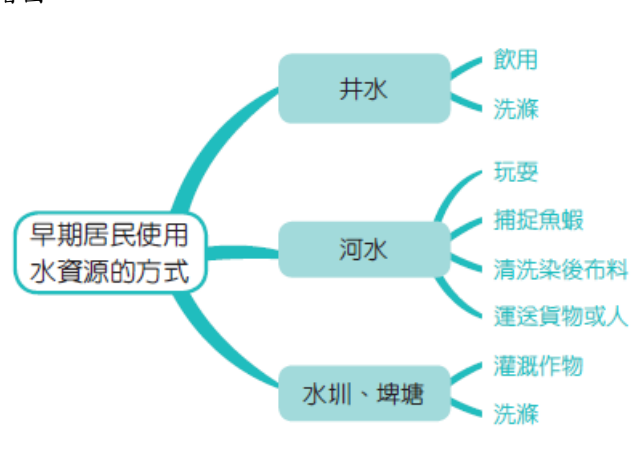 早期居民使用
水資源的方式
井水
飲用
洗滌
河水
玩耍
捕捉魚蝦
清洗染後布料
運送貨物或人
水圳、埤塘
灌溉作物
洗滌